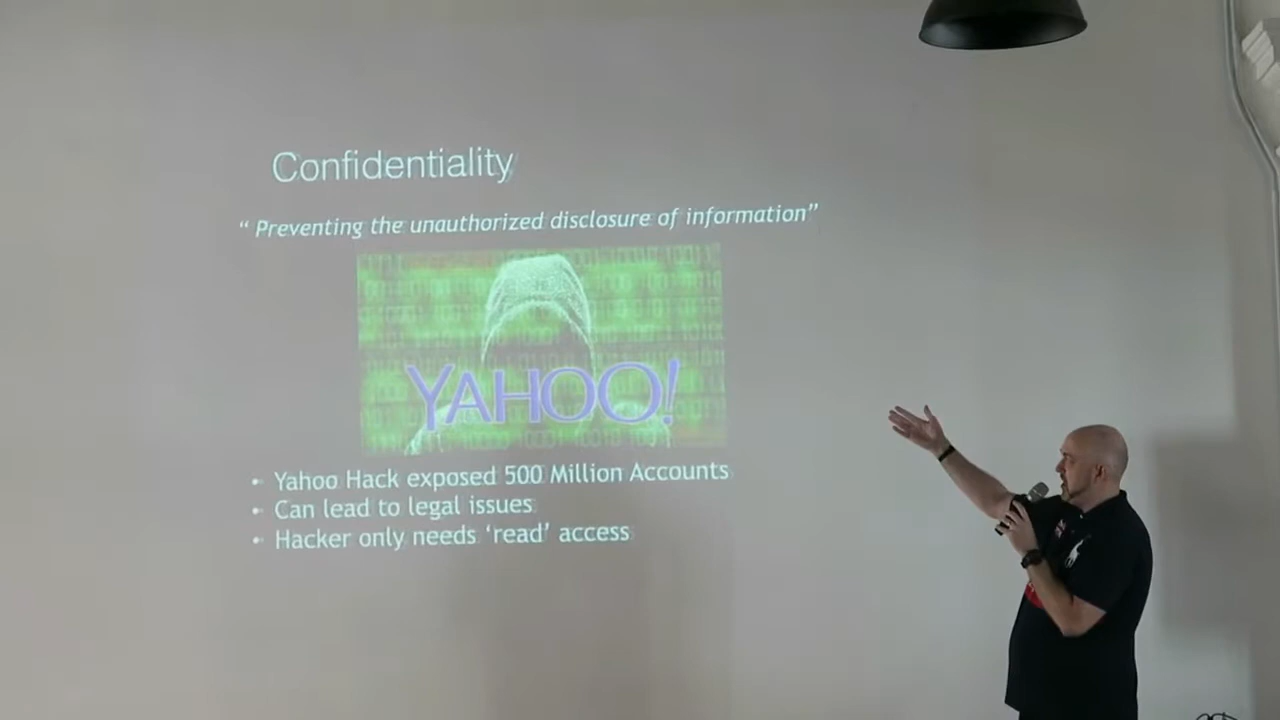 Confidentiality
“ Preventing the unauthorized disclosure of information”
YAHOO!
• Yahoo Hack exposed 500 Million Accounts
• Can lead to legal issues
• Hacker only needs ‘read’ access